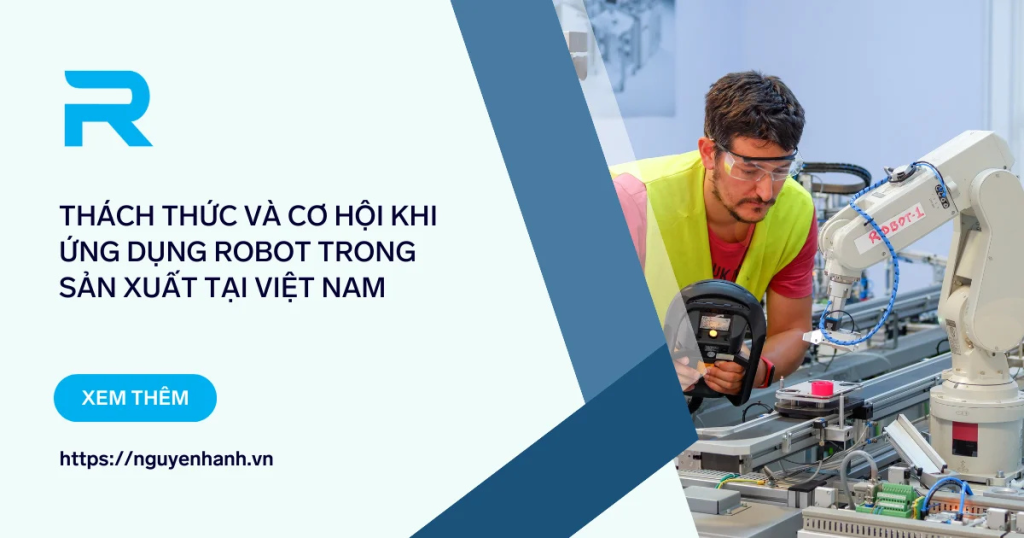 R
THÁCH THỨC VÀ CƠ HỘI KHI
ỨNG DỤNG ROBOT TRONG
SẢN XUẤT TẠI VIỆT NAM
XEM THÊM
https://nguyenhanh.vn
ROBOT-1